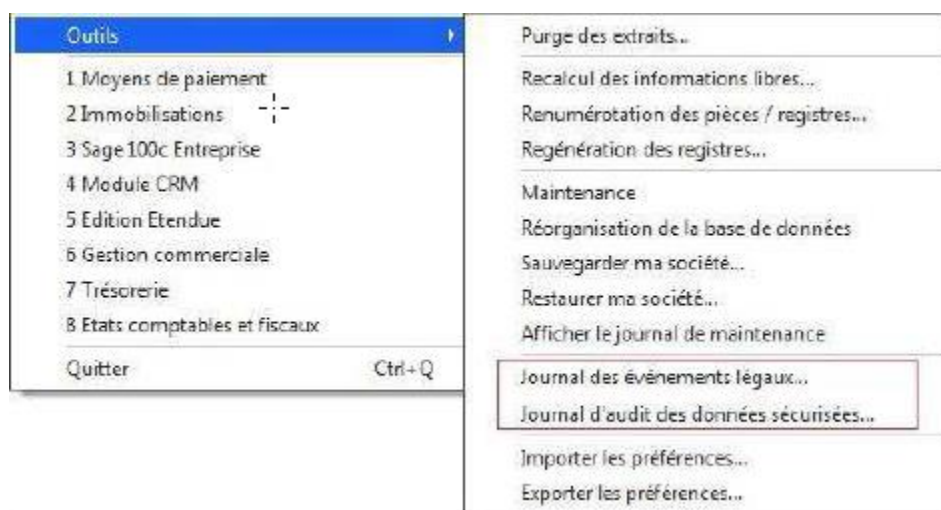 Outils
1 Moyens de paiement
2 Immobilisations
3 Sage 100c Entreprise
4 Module CRM
5 Edition Etendue
6 Gestion commerciale
7 Trésorerie
8 Etats comptables et fiscaux
Quitter Ctrl+Q
Purge des extraits...
Recalcul des informations libres...
Renumérotation des pièces / registres...
Regénération des registres...
Maintenance
Réorganisation de la base de données
Sauvegarder ma société...
Restaurer ma société...
Afficher le journal de maintenance
Journal des événements légaux...
Journal d'audit des données sécurisées...
Importer les préférences...
Exporter les préférences...